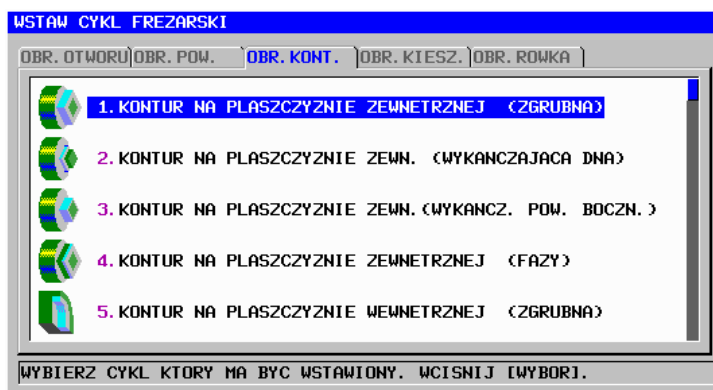 WSTAW CYKL FREZARSKI
OBR. OTWORU OBR. POW. OBR. KONT. OBR. KIESZ. OBR. ROWKA
1. KONTUR NA PLASZCZYZNIE ZEWNETRZNEJ (ZGRUBNA)
2. KONTUR NA PLASZCZYZNIE ZEWN. (WYKANCZAJACA DNA)
3. KONTUR NA PLASZCZYZNIE ZEWN.(WYKANCZ. POW. BOCZN.)
4. KONTUR NA PLASZCZYZNIE ZEWNETRZNEJ (FAZY)
5. KONTUR NA PLASZCZYZNIE WEWNETRZNEJ (ZGRUBNA)
WYBIERZ CYKL KTORY MA BYC WSTAWIONY. WCISNIJ [WYBOR].